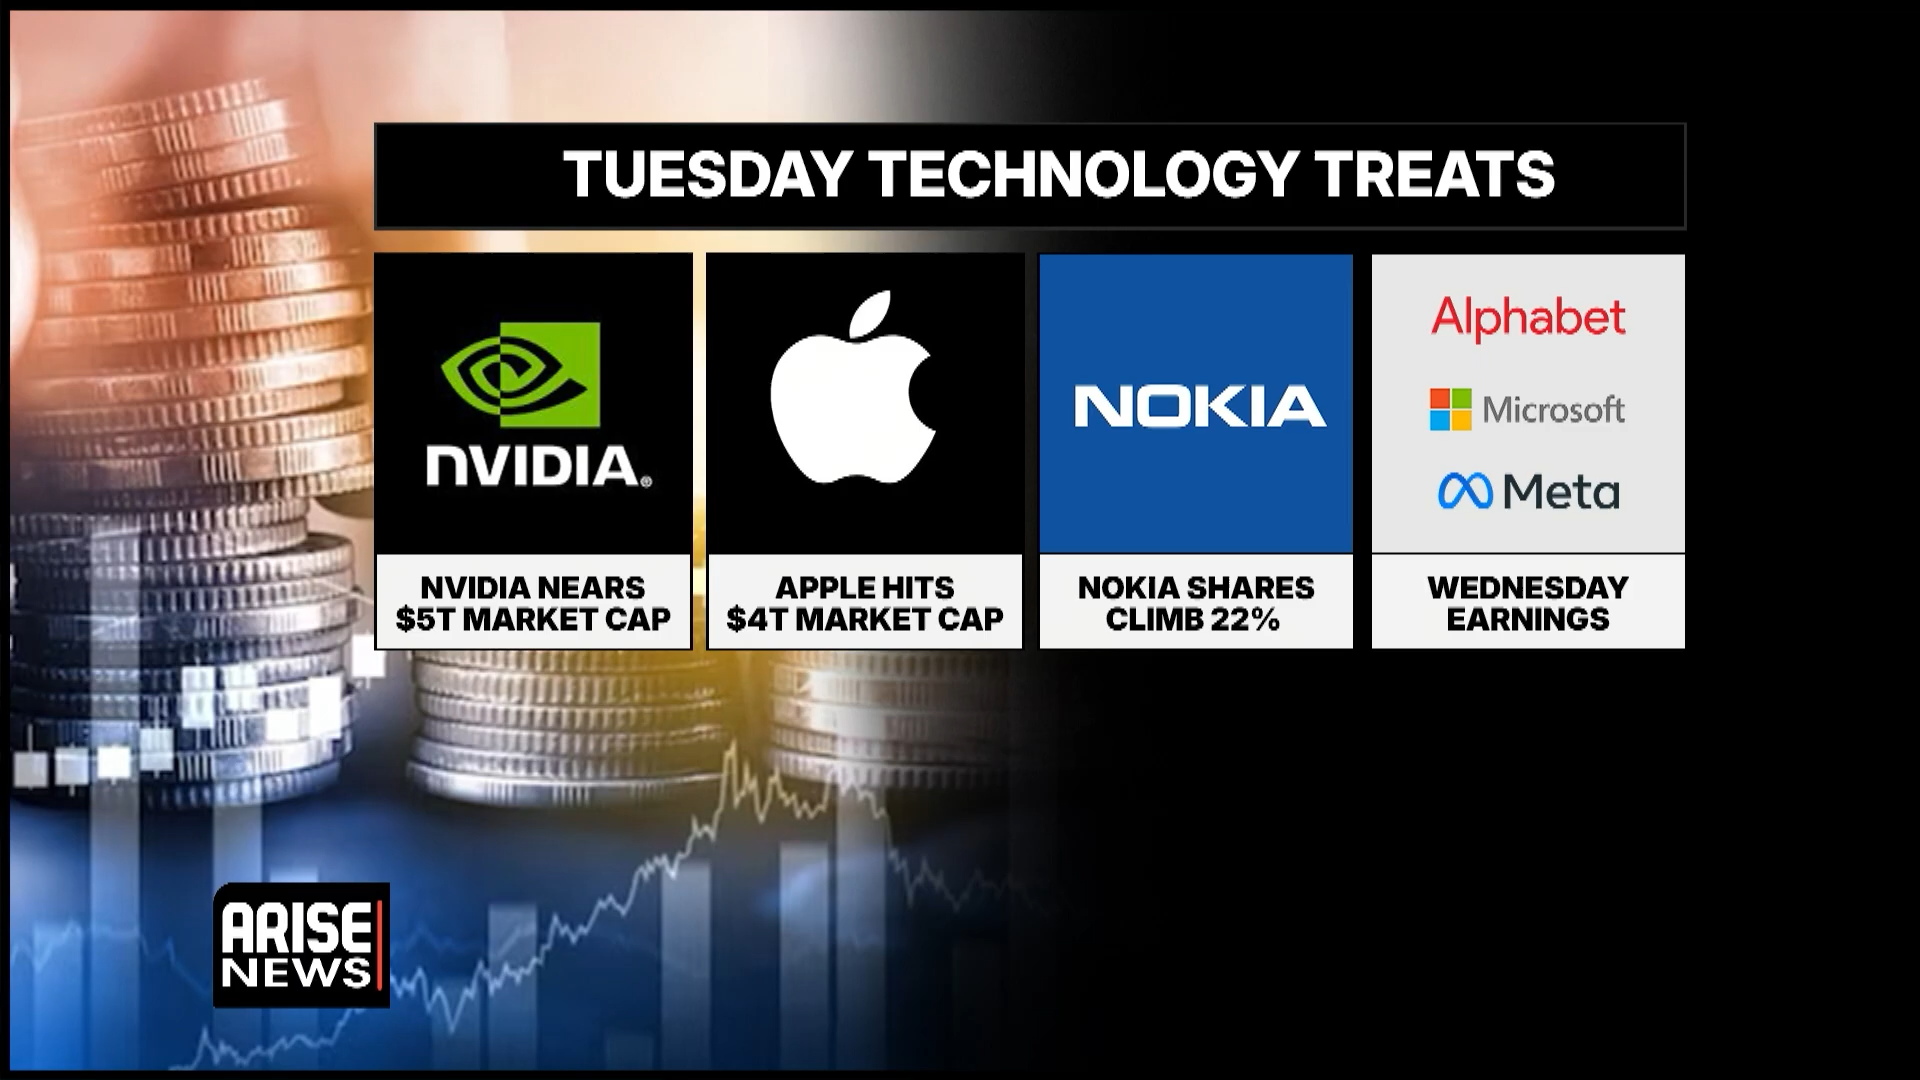 TUESDAY TECHNOLOGY TREATS
NVIDIA®
NVIDIA NEARS
$5T MARKET CAP
APPLE HITS
$4T MARKET CAP
NOKIA
NOKIA SHARES
CLIMB 22%
Alphabet
Microsoft
Meta
WEDNESDAY
EARNINGS
ARISE
NEWS